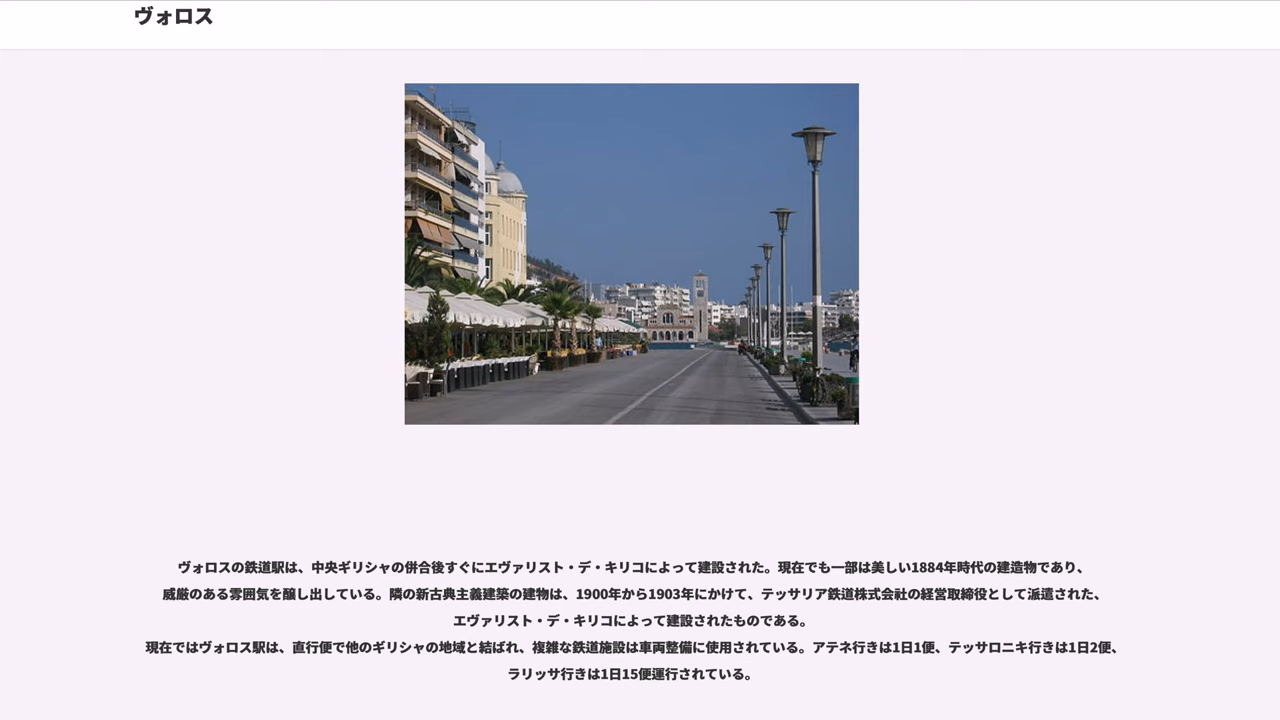 ヴォロス
ヴォロスの鉄道駅は、中央ギリシャの併合後すぐにエヴァリスト・デ・キリコによって建設された。現在でも一部は美しい1884年時代の建造物であり、
威厳のある雰囲気を醸し出している。隣の新古典主義建築の建物は、1900年から1903年にかけて、テッサリア鉄道株式会社の経営取締役として派遣された、
エヴァリスト・デ・キリコによって建設されたものである。
現在ではヴォロス駅は、直行便で他のギリシャの地域と結ばれ、複雑な鉄道施設は車両整備に使用されている。アテネ行きは1日1便、テッサロニキ行きは1日2便、
ラリッサ行きは1日15便運行されている。